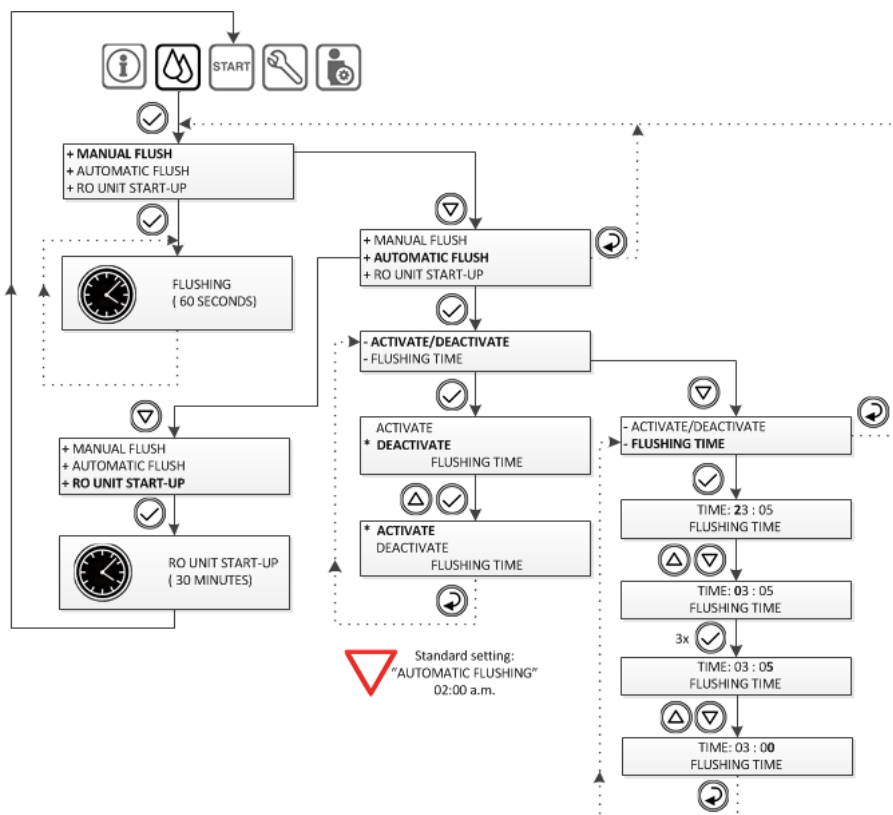 START
+ MANUAL FLUSH
+ AUTOMATIC FLUSH
+ RO UNIT START-UP
FLUSHING
( 60 SECONDS)
+ MANUAL FLUSH
+ AUTOMATIC FLUSH
+ RO UNIT START-UP
RO UNIT START-UP
( 30 MINUTES)
+ MANUAL FLUSH
+ AUTOMATIC FLUSH
+ RO UNIT START-UP
- ACTIVATE/DEACTIVATE
- FLUSHING TIME
ACTIVATE
* DEACTIVATE
FLUSHING TIME
* ACTIVATE
DEACTIVATE
FLUSHING TIME
Standard setting:
"AUTOMATIC FLUSHING"
02:00 a.m.
- ACTIVATE/DEACTIVATE
- FLUSHING TIME
TIME: 23 : 05
FLUSHING TIME
TIME: 03 : 05
FLUSHING TIME
3x
TIME: 03 : 05
FLUSHING TIME
TIME: 03 : 00
FLUSHING TIME